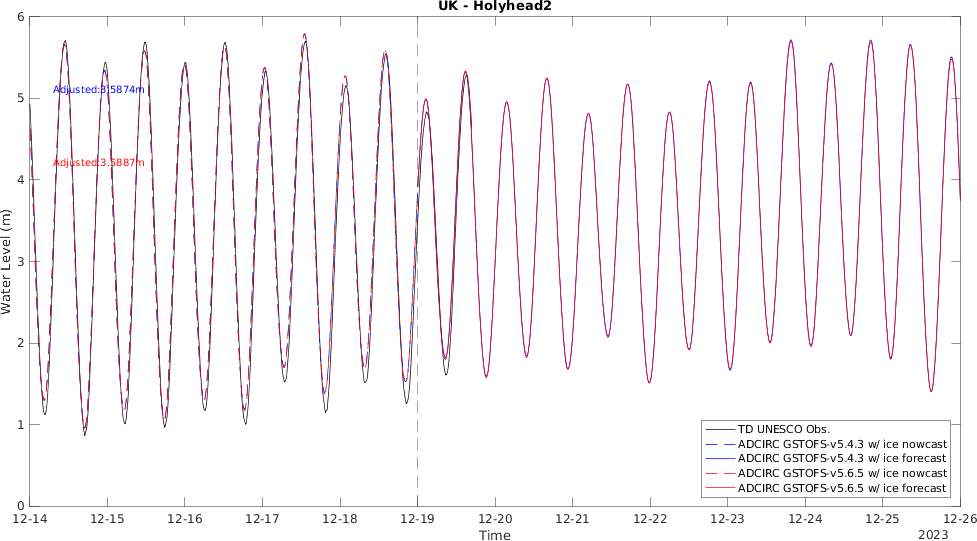 UK - Holyhead2
6
5
4
3
2
1
0
Water Level (m)
Adjusted:3.5874m
Adjusted:3.5887m
TD UNESCO Obs.
ADCIRC GSTOFS-v5.4.3 w/ ice nowcast
ADCIRC GSTOFS-v5.4.3 w/ ice forecast
ADCIRC GSTOFS-v5.6.5 w/ ice nowcast
ADCIRC GSTOFS-v5.6.5 w/ ice forecast
12-14 12-15 12-16 12-17 12-18 12-19 12-20 12-21 12-22 12-23 12-24 12-25 12-26
Time 2023